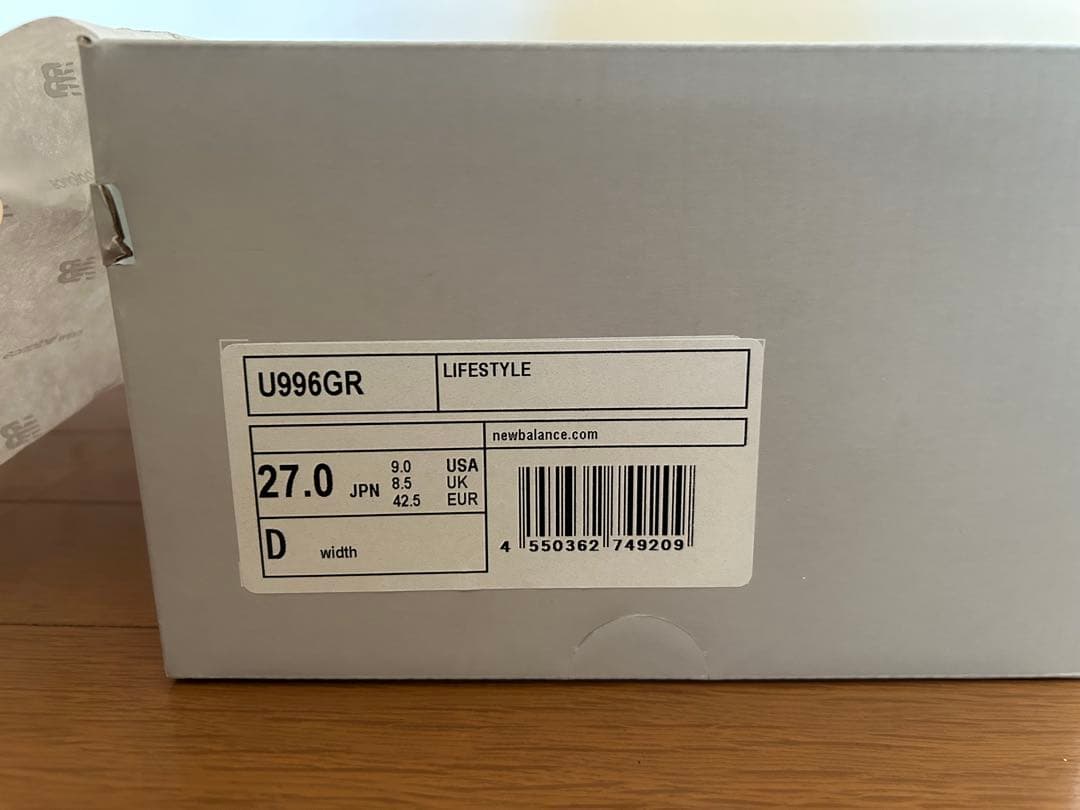 U996GR
LIFESTYLE
newbalance.com
27.0 JPN
9.0 USA
8.5 UK
42.5 EUR
D width
4 550362 749209